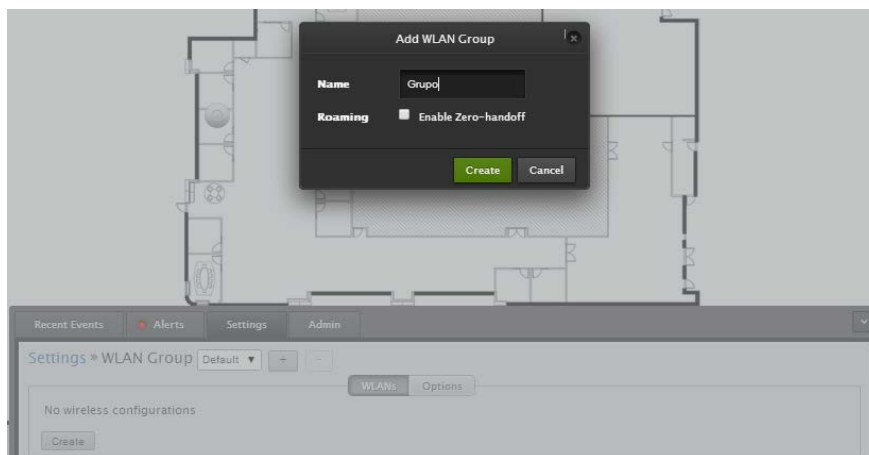 Add WLAN Group
Name Grupo
Roaming Enable Zero-handoff
Create Cancel
Recent Events Alerts Settings Admin
Settings » WLAN Group Default + -
WLANs Options
No wireless configurations
Create